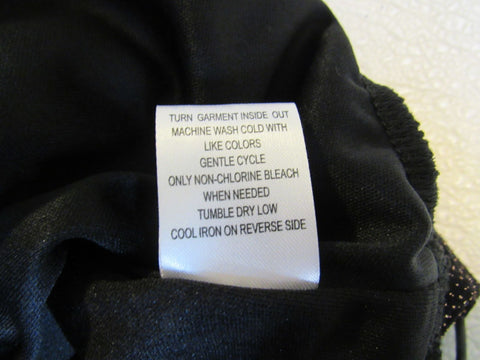 TURN GARMENT INSIDE OUT
MACHINE WASH COLD WITH
LIKE COLORS
GENTLE CYCLE
ONLY NON-CHLORINE BLEACH
WHEN NEEDED
TUMBLE DRY LOW
COOL IRON ON REVERSE SIDE